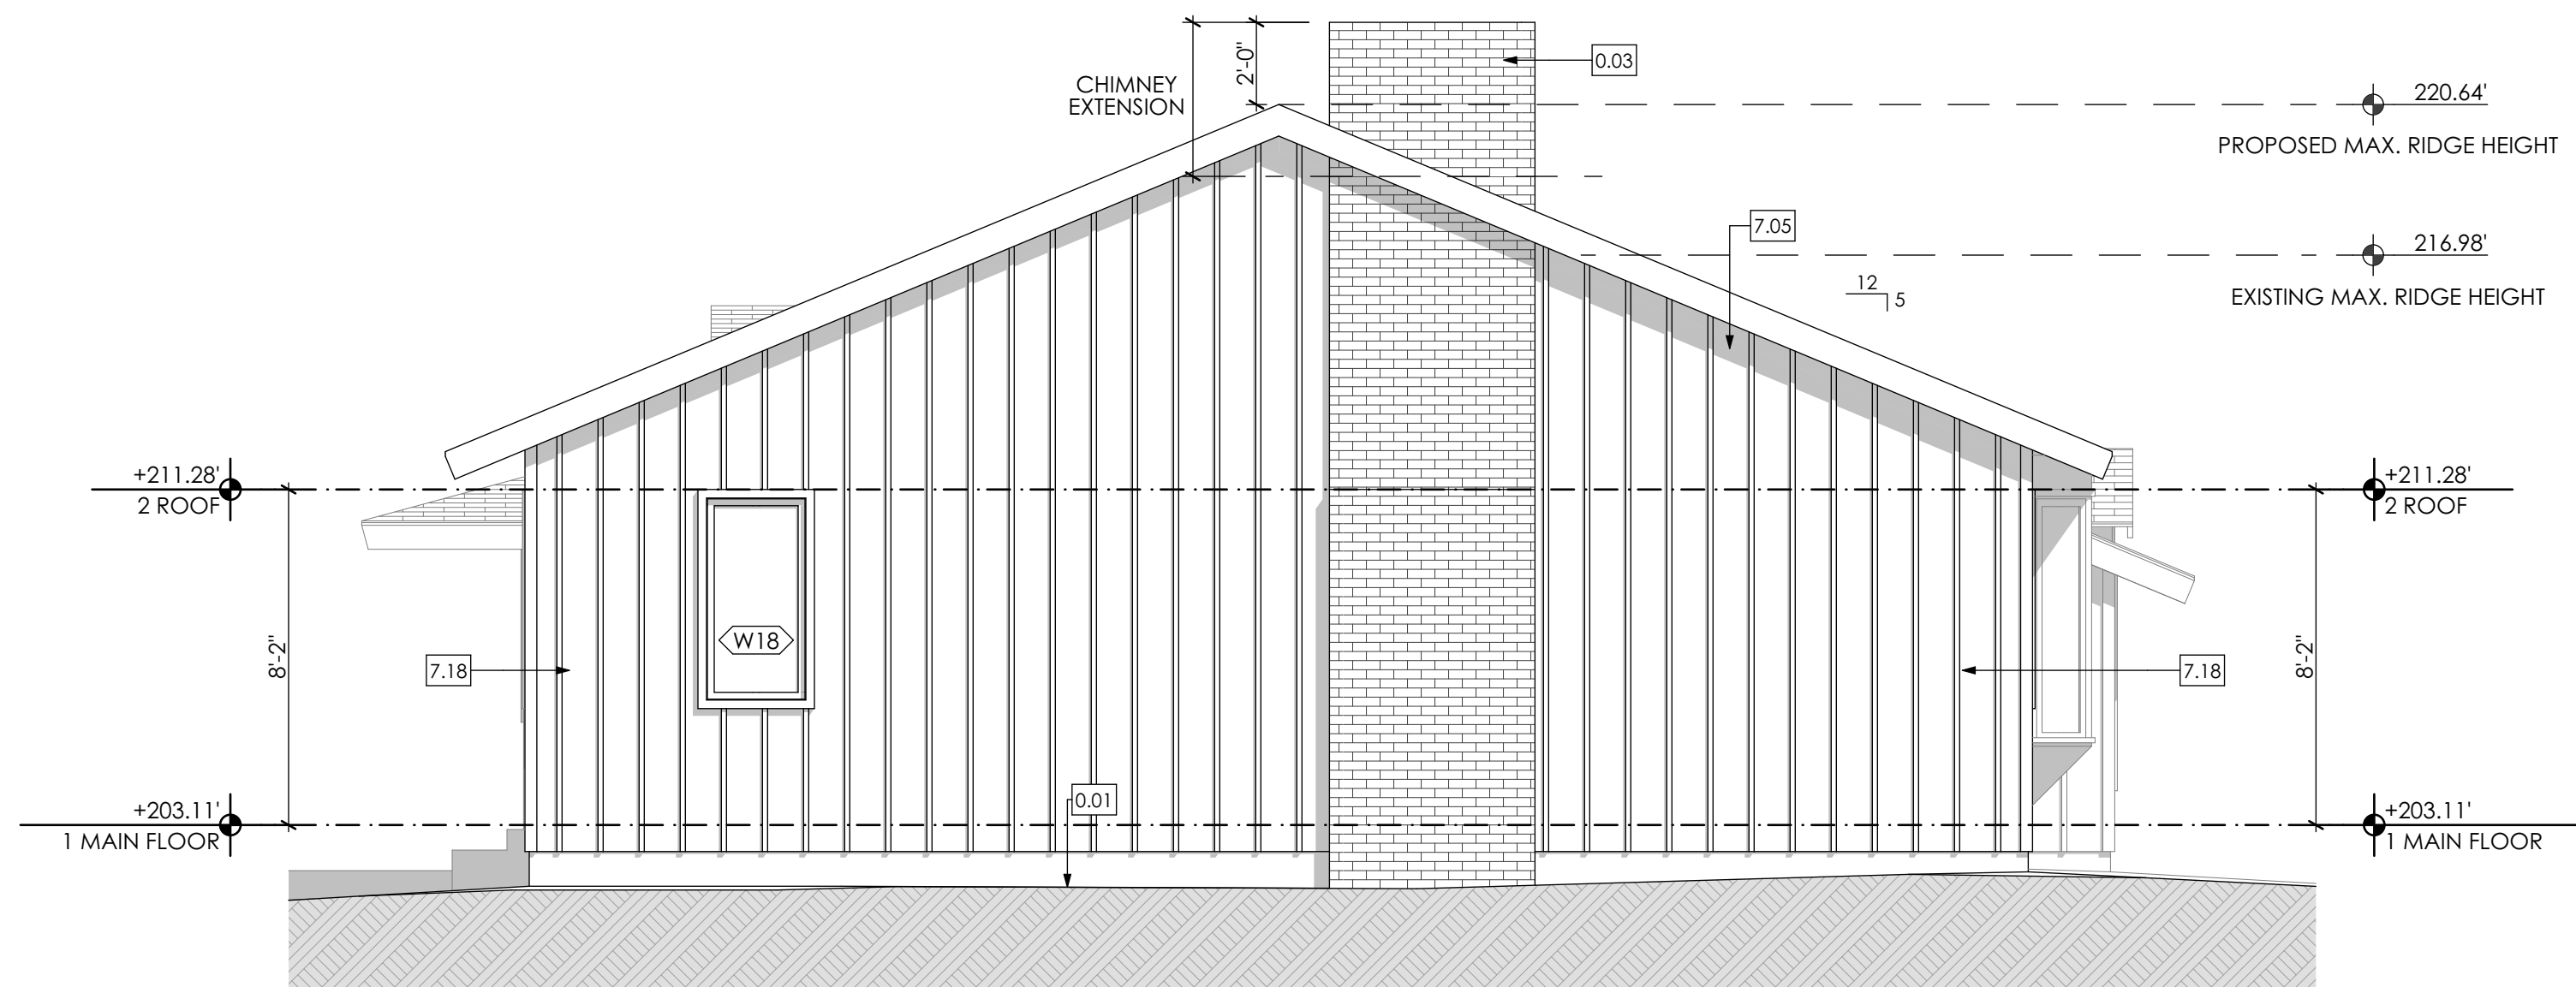 2'-0"
CHIMNEY
EXTENSION
0.03
220.64'
PROPOSED MAX. RIDGE HEIGHT
7.05
216.98'
EXISTING MAX. RIDGE HEIGHT
12
5
+211.28'
2 ROOF
+211.28'
2 ROOF
8'-2"
W18
7.18
7.18
8'-2"
0.01
+203.11'
1 MAIN FLOOR
+203.11'
1 MAIN FLOOR